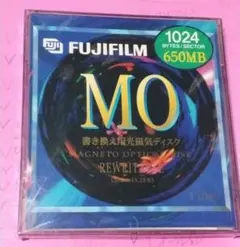 FUJI FUJIFILM
1024
BYTES/SECTOR
650MB
MO
書き換え型光磁気ディスク
MAGNETO OPTICAL DISK
REWRITABLE